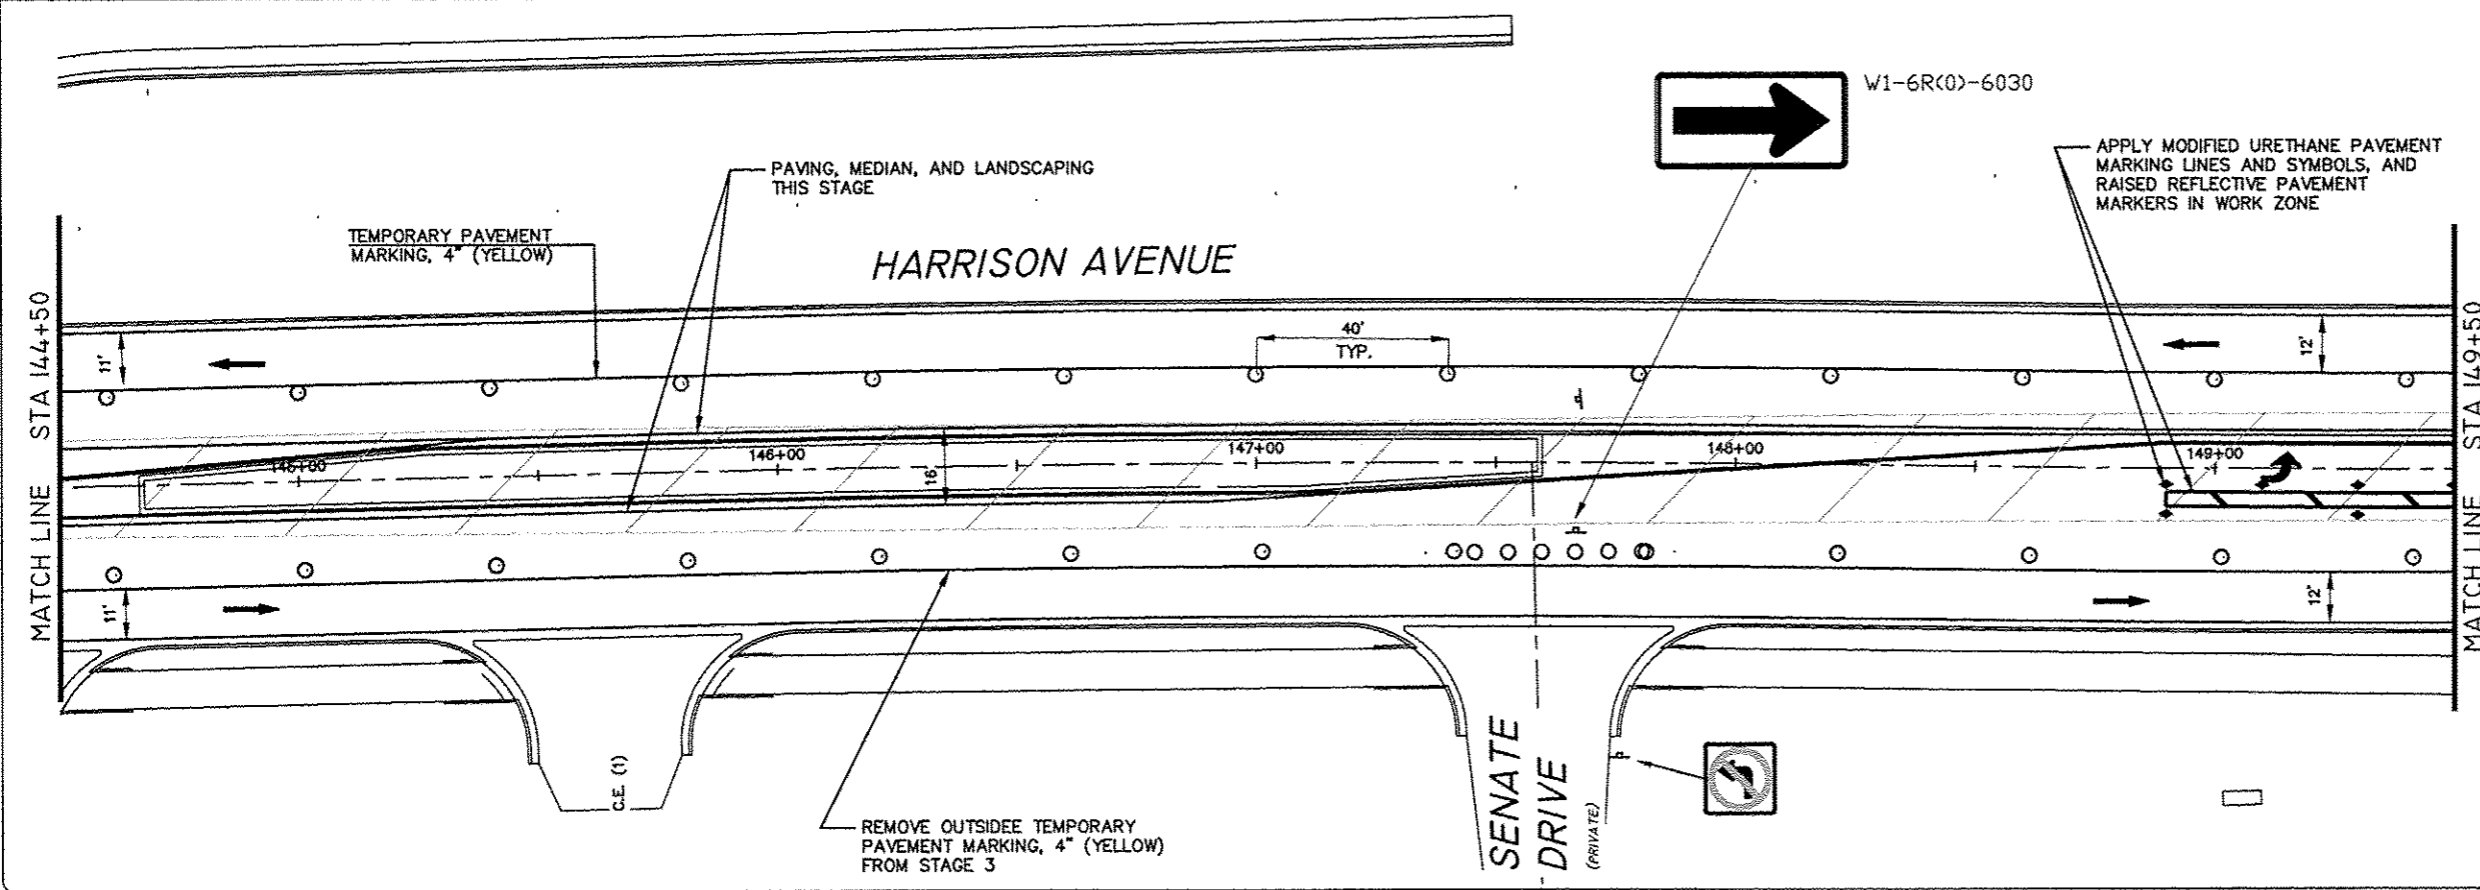 W1-6R(O)-6030
APPLY MODIFIED URETHANE PAVEMENT
MARKING LINES AND SYMBOLS, AND
RAISED REFLECTIVE PAVEMENT
MARKERS IN WORK ZONE
PAVING, MEDIAN, AND LANDSCAPING
THIS STAGE
TEMPORARY PAVEMENT
MARKING, 4" (YELLOW)
HARRISON AVENUE
MATCH LINE STA 144+50
MATCH LINE STA 149+50
11'
40'
TYP.
12'
145+00
146+00
16'
147+00
148+00
149+00
11'
12'
C.E. (1)
SENATE
DRIVE
(PRIVATE)
REMOVE OUTSIDEE TEMPORARY
PAVEMENT MARKING, 4" (YELLOW)
FROM STAGE 3